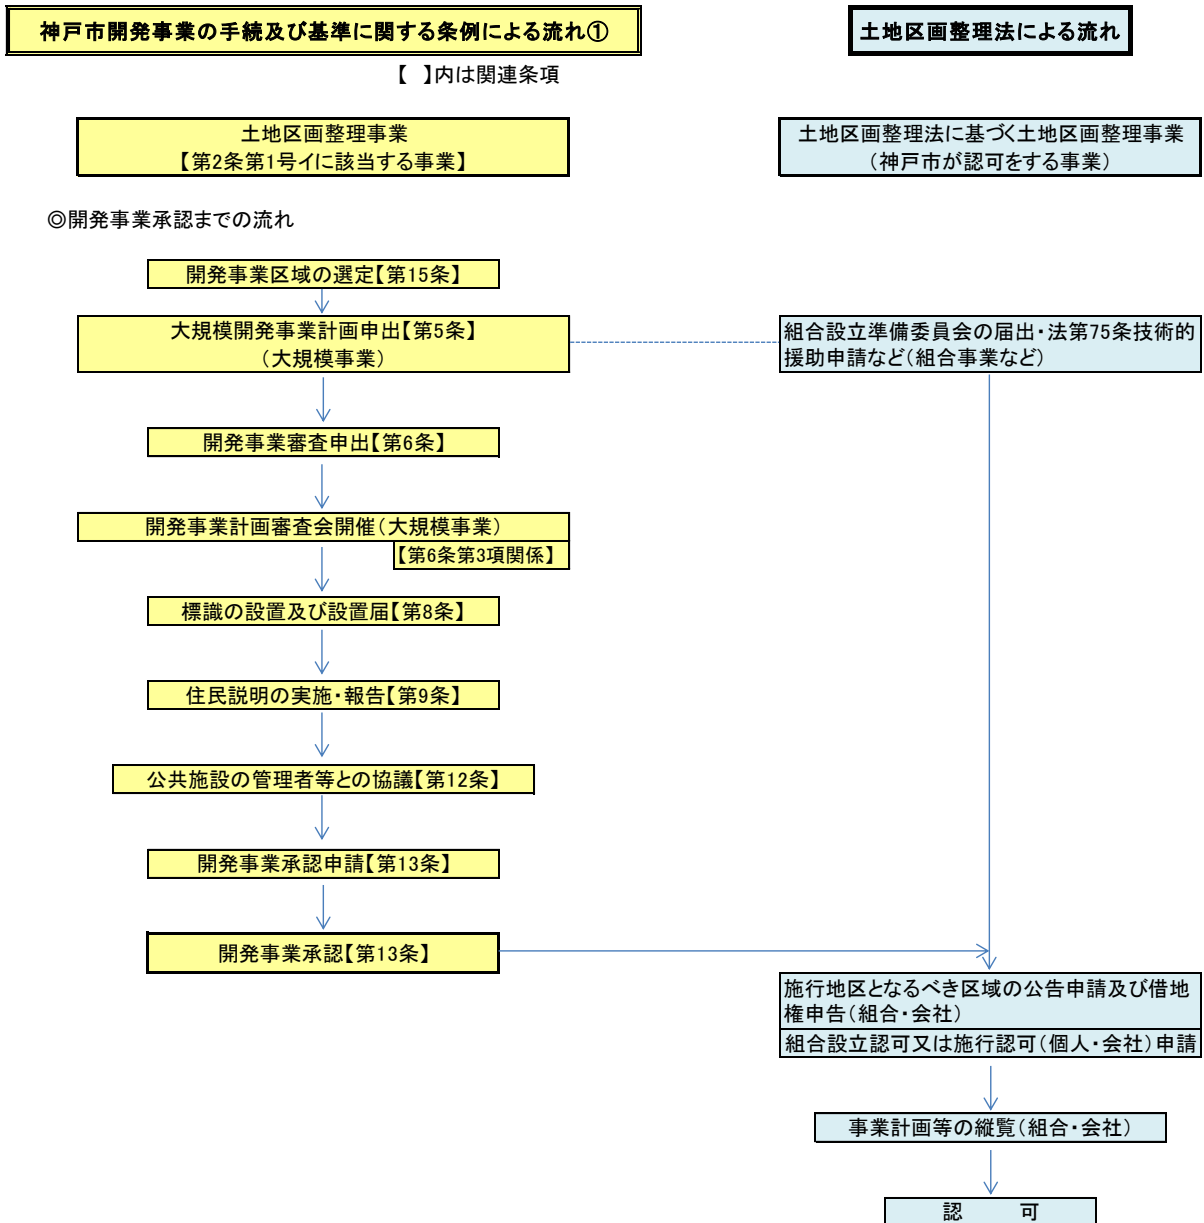 神戸市開発事業の手続及び基準に関する条例による流れ①
土地区画整理法による流れ
【　】内は関連条項
土地区画整理事業
【第2条第1号イに該当する事業】
土地区画整理法に基づく土地区画整理事業
（神戸市が認可をする事業）
◎開発事業承認までの流れ
開発事業区域の選定【第15条】
大規模開発事業計画申出【第5条】
（大規模事業）
組合設立準備委員会の届出・法第75条技術的
援助申請など（組合事業など）
開発事業審査申出【第6条】
開発事業計画審査会開催（大規模事業）
【第6条第3項関係】
標識の設置及び設置届【第8条】
住民説明の実施・報告【第9条】
公共施設の管理者等との協議【第12条】
開発事業承認申請【第13条】
開発事業承認【第13条】
施行地区となるべき区域の公告申請及び借地
権申告（組合・会社）
組合設立認可又は施行認可（個人・会社）申請
事業計画等の縦覧（組合・会社）
認　　可